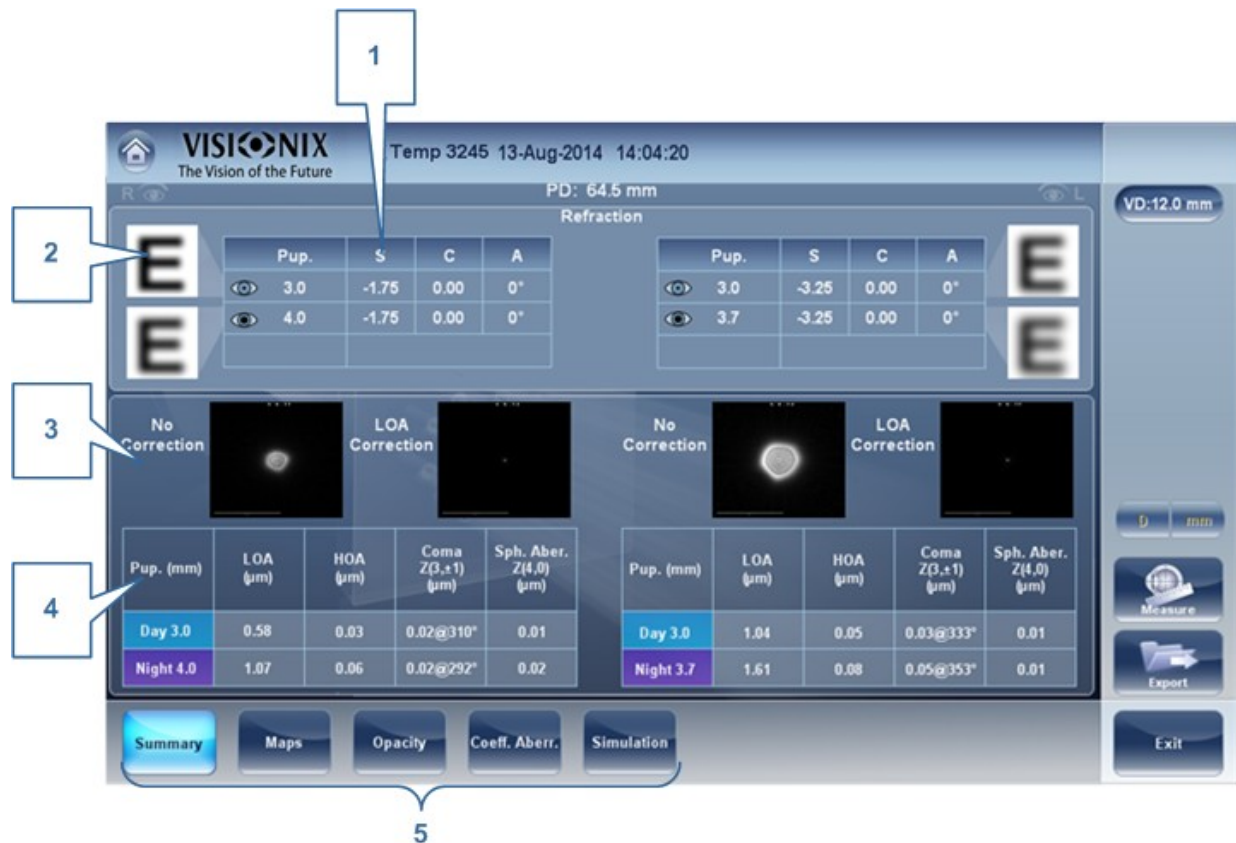 1
VISIONIX
The Vision of the Future
Temp 3245 13-Aug-2014 14:04:20
R
PD: 64.5 mm
L
VD:12.0 mm
Refraction
2
E
Pup. S C A
3.0 -1.75 0.00 0°
4.0 -1.75 0.00 0°
E
Pup. S C A
3.0 -3.25 0.00 0°
3.7 -3.25 0.00 0°
E
E
3
No Correction
LOA Correction
No Correction
LOA Correction
4
Pup. (mm) LOA (µm) HOA (µm) Coma Z(3,±1) (µm) Sph. Aber. Z(4,0) (µm)
Day 3.0 0.58 0.03 0.02@310° 0.01
Night 4.0 1.07 0.06 0.02@292° 0.02
Pup. (mm) LOA (µm) HOA (µm) Coma Z(3,±1) (µm) Sph. Aber. Z(4,0) (µm)
Day 3.0 1.04 0.05 0.03@333° 0.01
Night 3.7 1.61 0.08 0.05@353° 0.01
D mm
Measure
Export
Summary Maps Opacity Coeff. Aberr. Simulation
Exit
5